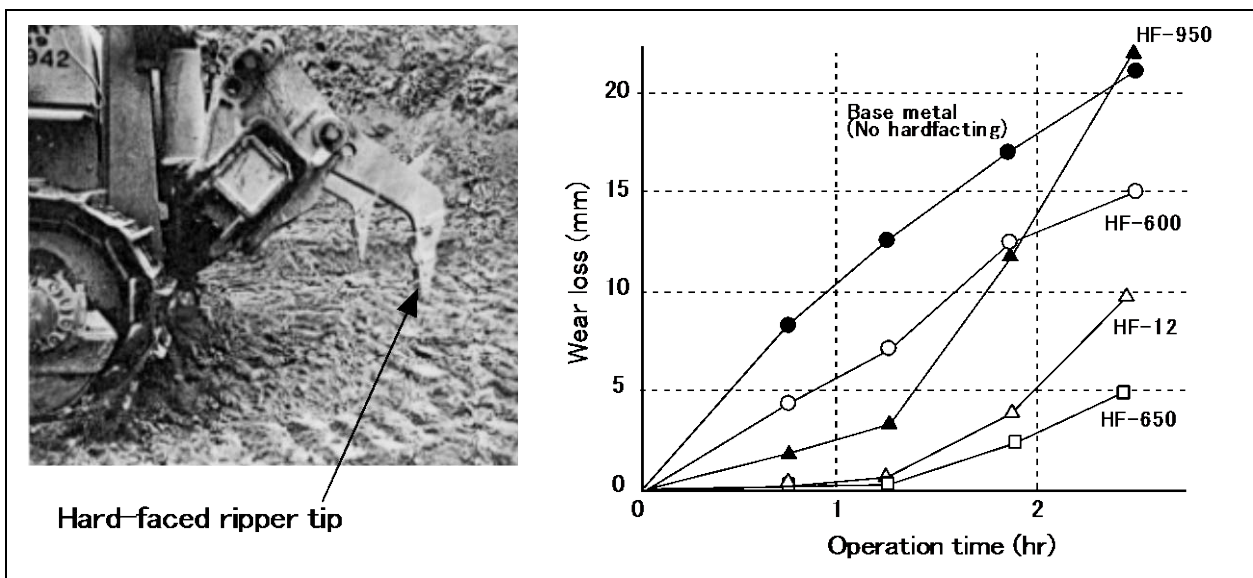 942
Hard-faced ripper tip
HF-950
20
Base metal
(No hardfacting)
15
HF-600
10
HF-12
5
HF-650
0
0
1
2
Wear loss (mm)
Operation time (hr)